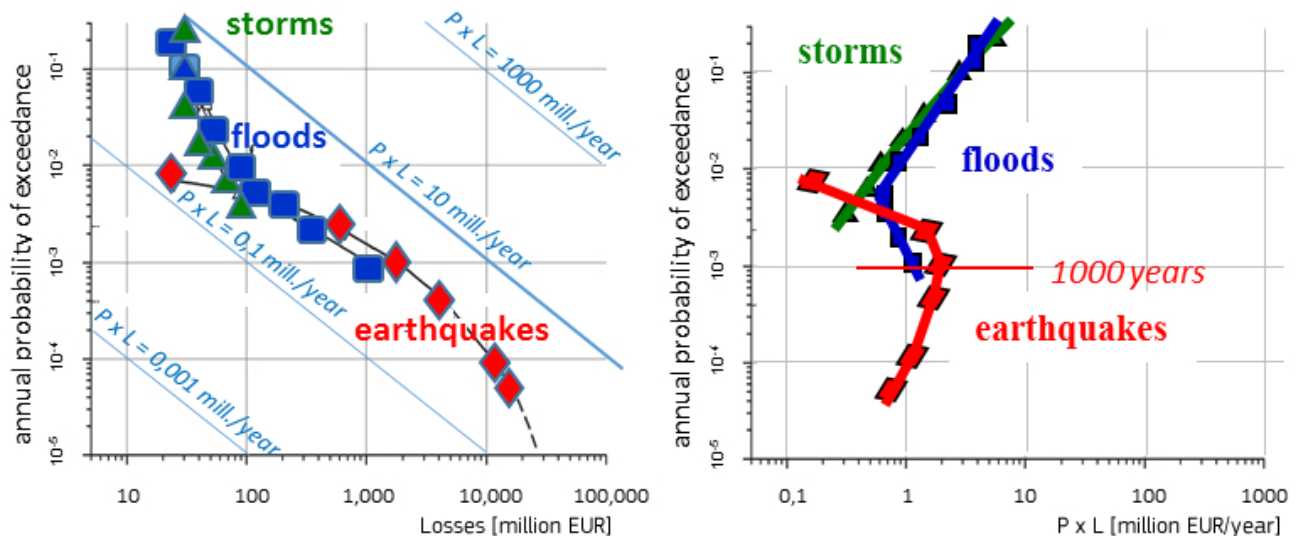 storms
P x L = 1000 mill./year
floods
P x L = 10 mill./year
P x L = 0,1 mill./year
earthquakes
P x L = 0,001 mill./year
annual probability of exceedance
10-1
10-2
10-3
10-4
10-5
10
100
1,000
10,000
100,000
Losses [million EUR]
storms
floods
1000 years
earthquakes
annual probability of exceedance
10-1
10-2
10-3
10-4
10-5
0,1
1
10
100
1000
P x L [million EUR/year]